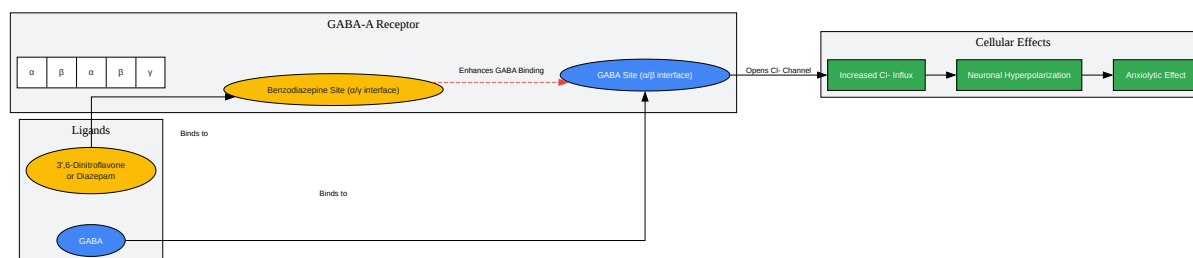 GABA-A Receptor
α β α β γ
Benzodiazepine Site (α/γ interface)
Enhances GABA Binding
GABA Site (α/β interface)
Opens Cl- Channel
Cellular Effects
Increased Cl- Influx
Neuronal Hyperpolarization
Anxiolytic Effect
Ligands
Binds to
3',6-Dinitroflavone
or Diazepam
Binds to
GABA